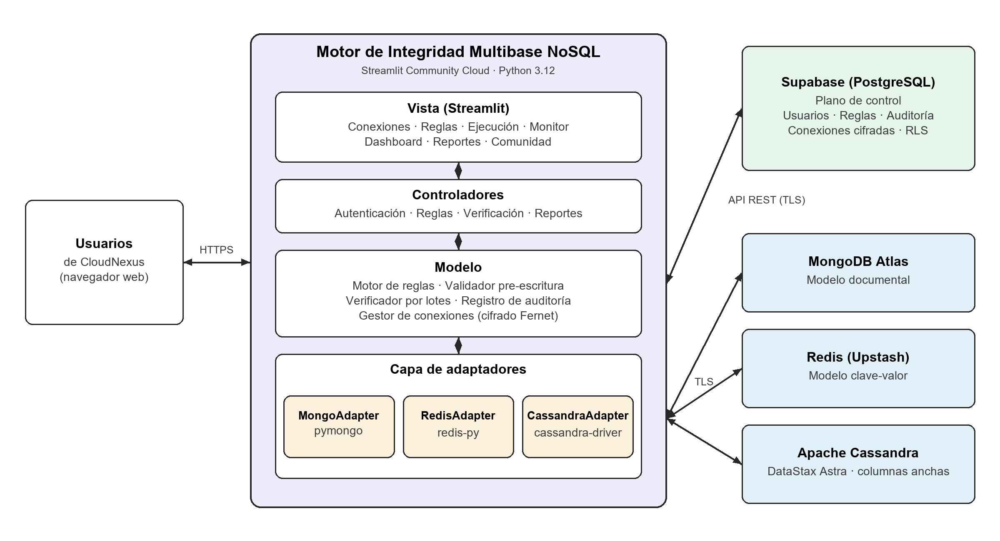 Motor de Integridad Multibase NoSQL
Streamlit Community Cloud · Python 3.12
Vista (Streamlit)
Conexiones · Reglas · Ejecución · Monitor
Dashboard · Reportes · Comunidad
Controladores
Autenticación · Reglas · Verificación · Reportes
Usuarios
de CloudNexus
(navegador web)
HTTPS
Modelo
Motor de reglas · Validador pre-escritura
Verificador por lotes · Registro de auditoría
Gestor de conexiones (cifrado Fernet)
Capa de adaptadores
MongoAdapter
pymongo
RedisAdapter
redis-py
CassandraAdapter
cassandra-driver
Supabase (PostgreSQL)
Plano de control
Usuarios · Reglas · Auditoría
Conexiones cifradas · RLS
API REST (TLS)
MongoDB Atlas
Modelo documental
TLS
Redis (Upstash)
Modelo clave-valor
Apache Cassandra
DataStax Astra · columnas anchas